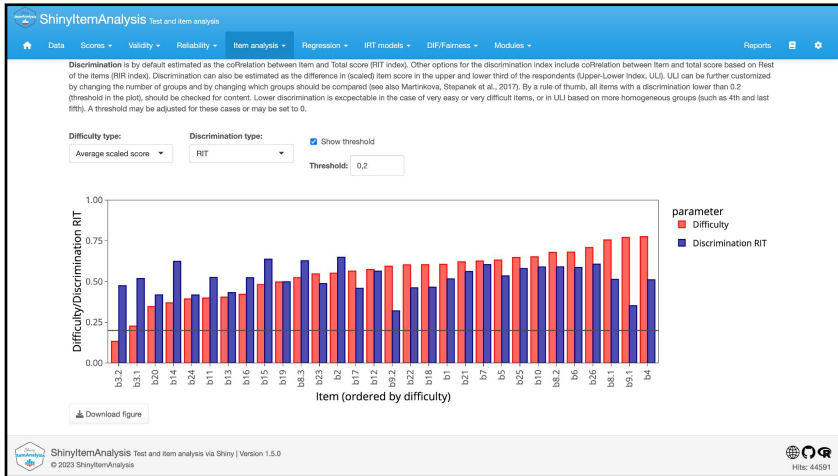 ShinyItemAnalysis Test and item analysis
Data Scores Validity Reliability Item analysis Regression IRT models DIF/Fairness Modules Reports
Discrimination is by default estimated as the coRrelation between Item and Total score (RIT index). Other options for the discrimination index include coRrelation between Item and total score based on Rest
of the items (RIR index). Discrimination can also be estimated as the difference in (scaled) item score in the upper and lower third of the respondents (Upper-Lower Index, ULI). ULI can be further customized
by changing the number of groups and by changing which groups should be compared (see also Martinkova, Stepanek et al., 2017). By a rule of thumb, all items with a discrimination lower than 0.2
(threshold in the plot), should be checked for content. Lower discrimination is excpectable in the case of very easy or very difficult items, or in ULI based on more homogeneous groups (such as 4th and last
fifth). A threshold may be adjusted for these cases or may be set to 0.
Difficulty type: Discrimination type: Show threshold
Average scaled score RIT
Threshold: 0,2
Difficulty/Discrimination RIT
1.00
0.75
0.50
0.25
0.00
b3.2 b3.1 b20 b14 b24 b11 b13 b16 b15 b19 b8.3 b23 b2 b17 b12 b9.2 b22 b18 b1 b21 b7 b5 b25 b10 b8.2 b6 b26 b8.1 b9.1 b4
Item (ordered by difficulty)
parameter
Difficulty
Discrimination RIT
Download figure
ShinyItemAnalysis Test and item analysis via Shiny | Version 1.5.0
© 2023 ShinyItemAnalysis
Hits: 44591